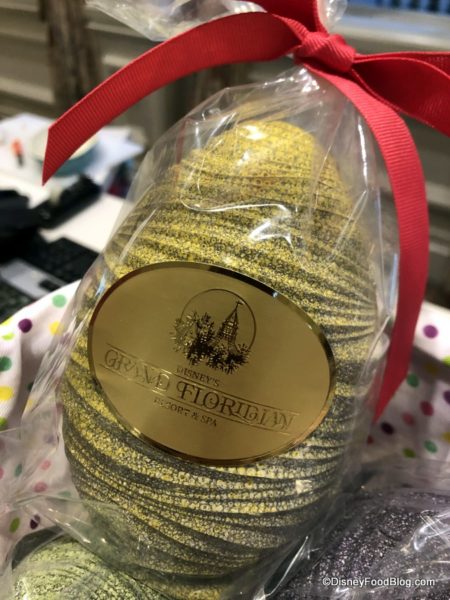 DISNEY'S
GRAND FLORIDIAN
RESORT & SPA
©DisneyFoodBlog.com